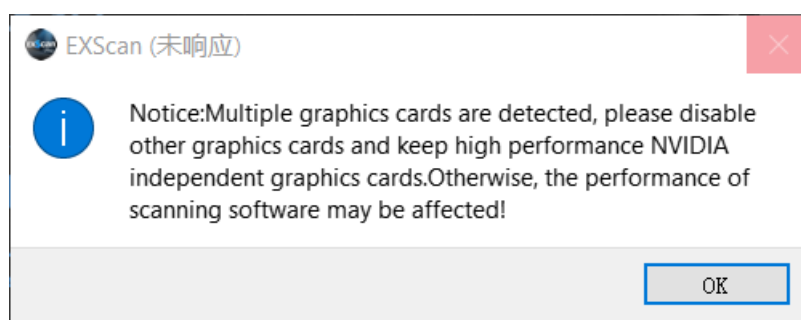 exScan
EXScan (未响应)
i
Notice:Multiple graphics cards are detected, please disable
other graphics cards and keep high performance NVIDIA
independent graphics cards.Otherwise, the performance of
scanning software may be affected!
OK